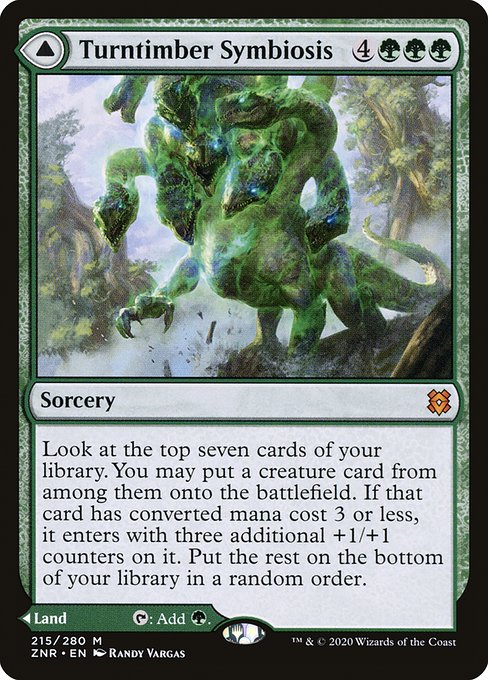 Turntimber Symbiosis 4
Sorcery
Look at the top seven cards of your
library. You may put a creature card from
among them onto the battlefield. If that
card has converted mana cost 3 or less,
it enters with three additional +1/+1
counters on it. Put the rest on the bottom
of your library in a random order.
Land : Add .
215/280 M
ZNR • EN Randy Vargas
™ & © 2020 Wizards of the Coast